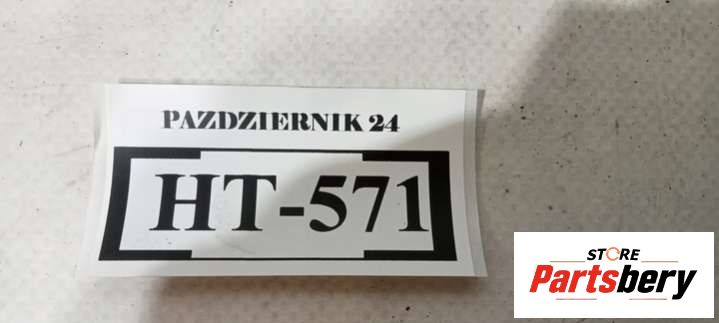 PAZDZIERNIK 24
HT-571
STORE
Partsbery